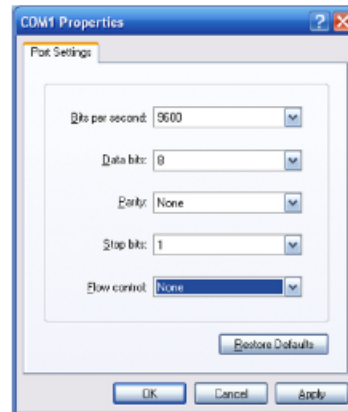 COM1 Properties
Port Settings
Bits per second: 9600
Data bits: 8
Parity: None
Stop bits: 1
Flow control: None
Restore Defaults
OK Cancel Apply